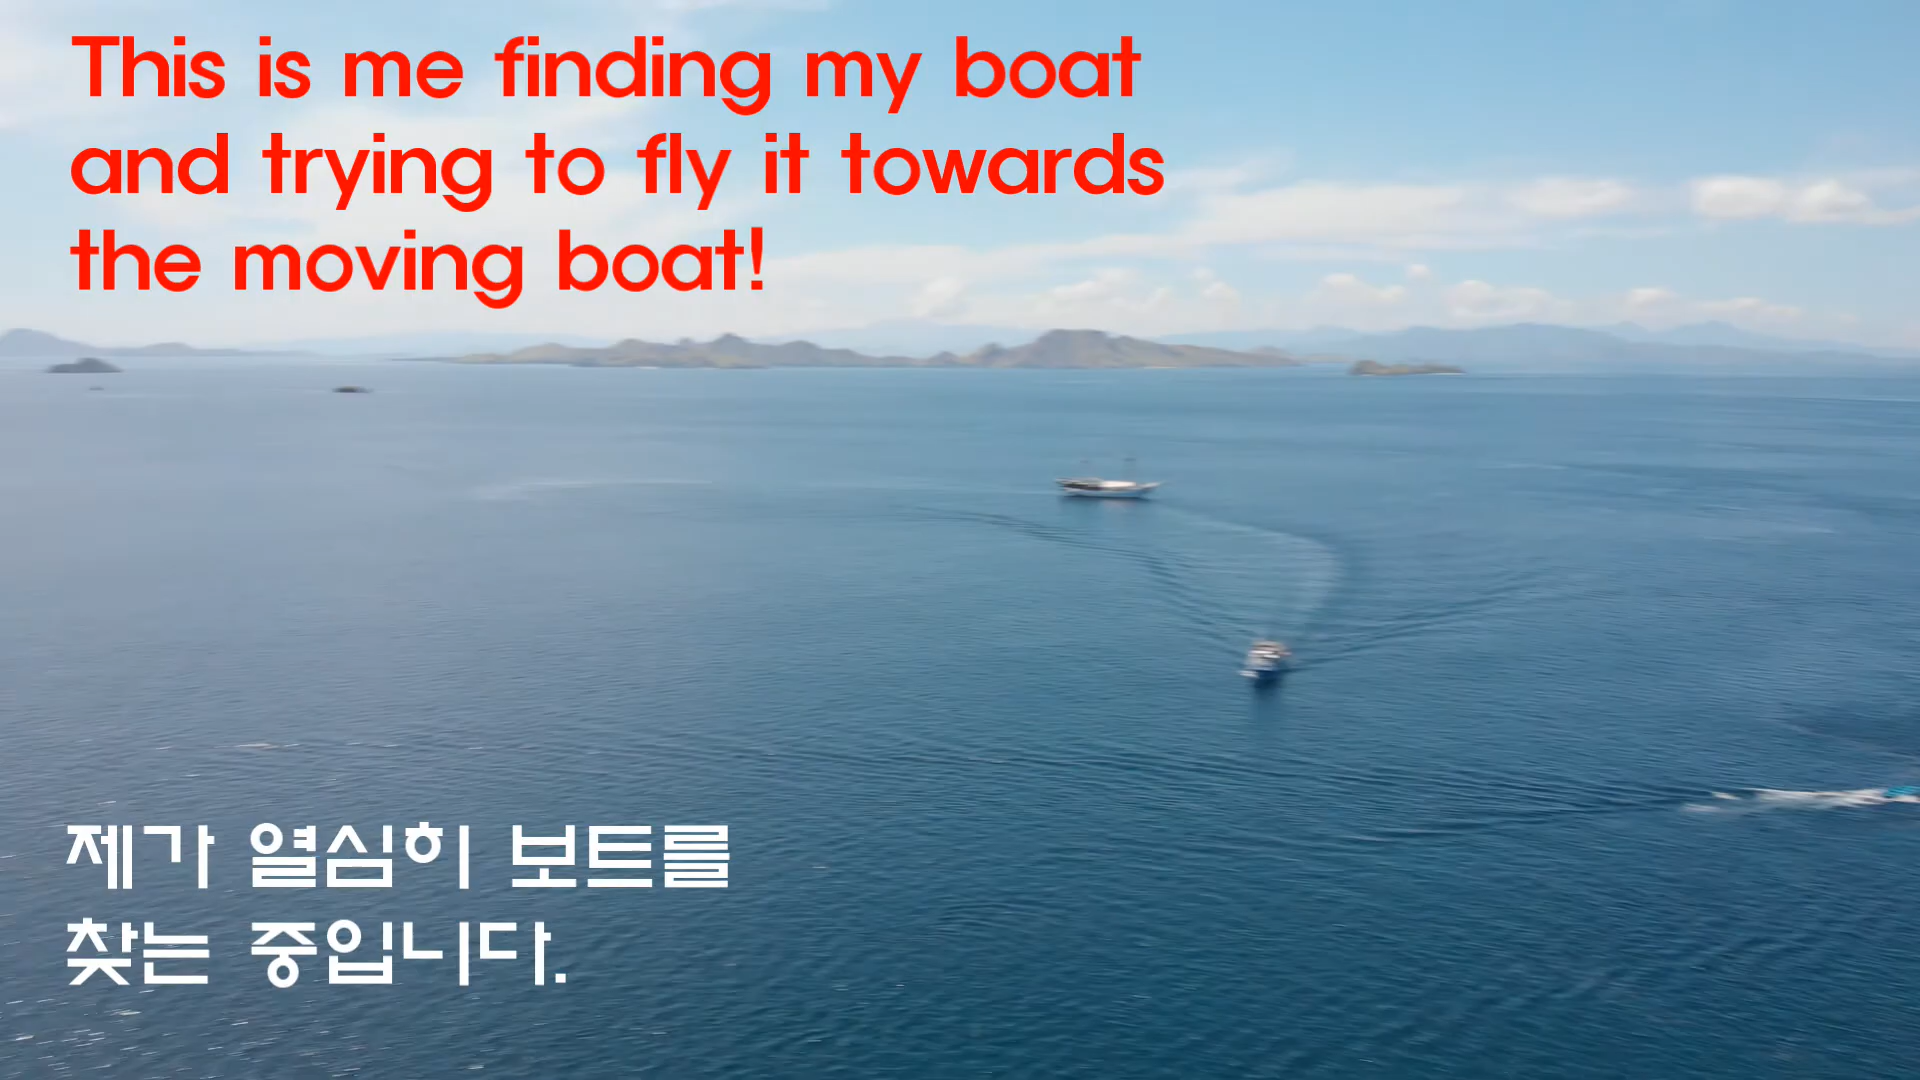 This is me finding my boat
and trying to fly it towards
the moving boat!
제가 열심히 보트를
찾는 중입니다.